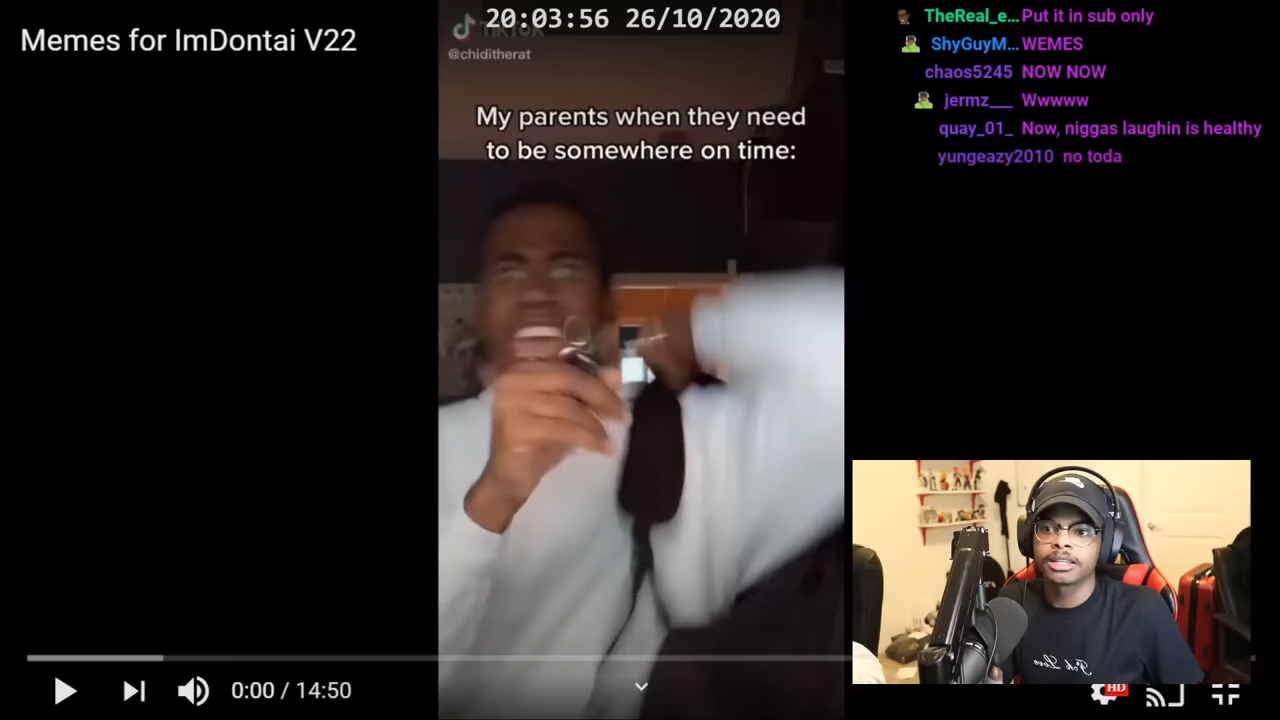 Memes for ImDontai V22
20:03:56 26/10/2020
TikTok
@chiditherat
My parents when they need
to be somewhere on time:
TheReal_e… Put it in sub only
ShyGuyM… WEMES
chaos5245 NOW NOW
jermz___ Wwwww
quay_01_ Now, niggas laughin is healthy
yungeazy2010 no toda
0:00 / 14:50
HD